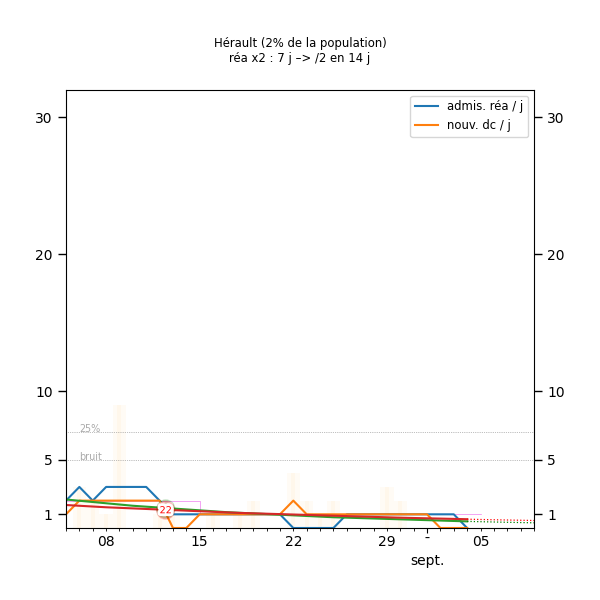 Hérault (2% de la population)
réa x2 : 7 j –> /2 en 14 j
admis. réa / j
nouv. dc / j
30 30
20 20
10 10
25%
bruit
5 5
22
1 1
08 15 22 29 - 05
sept.